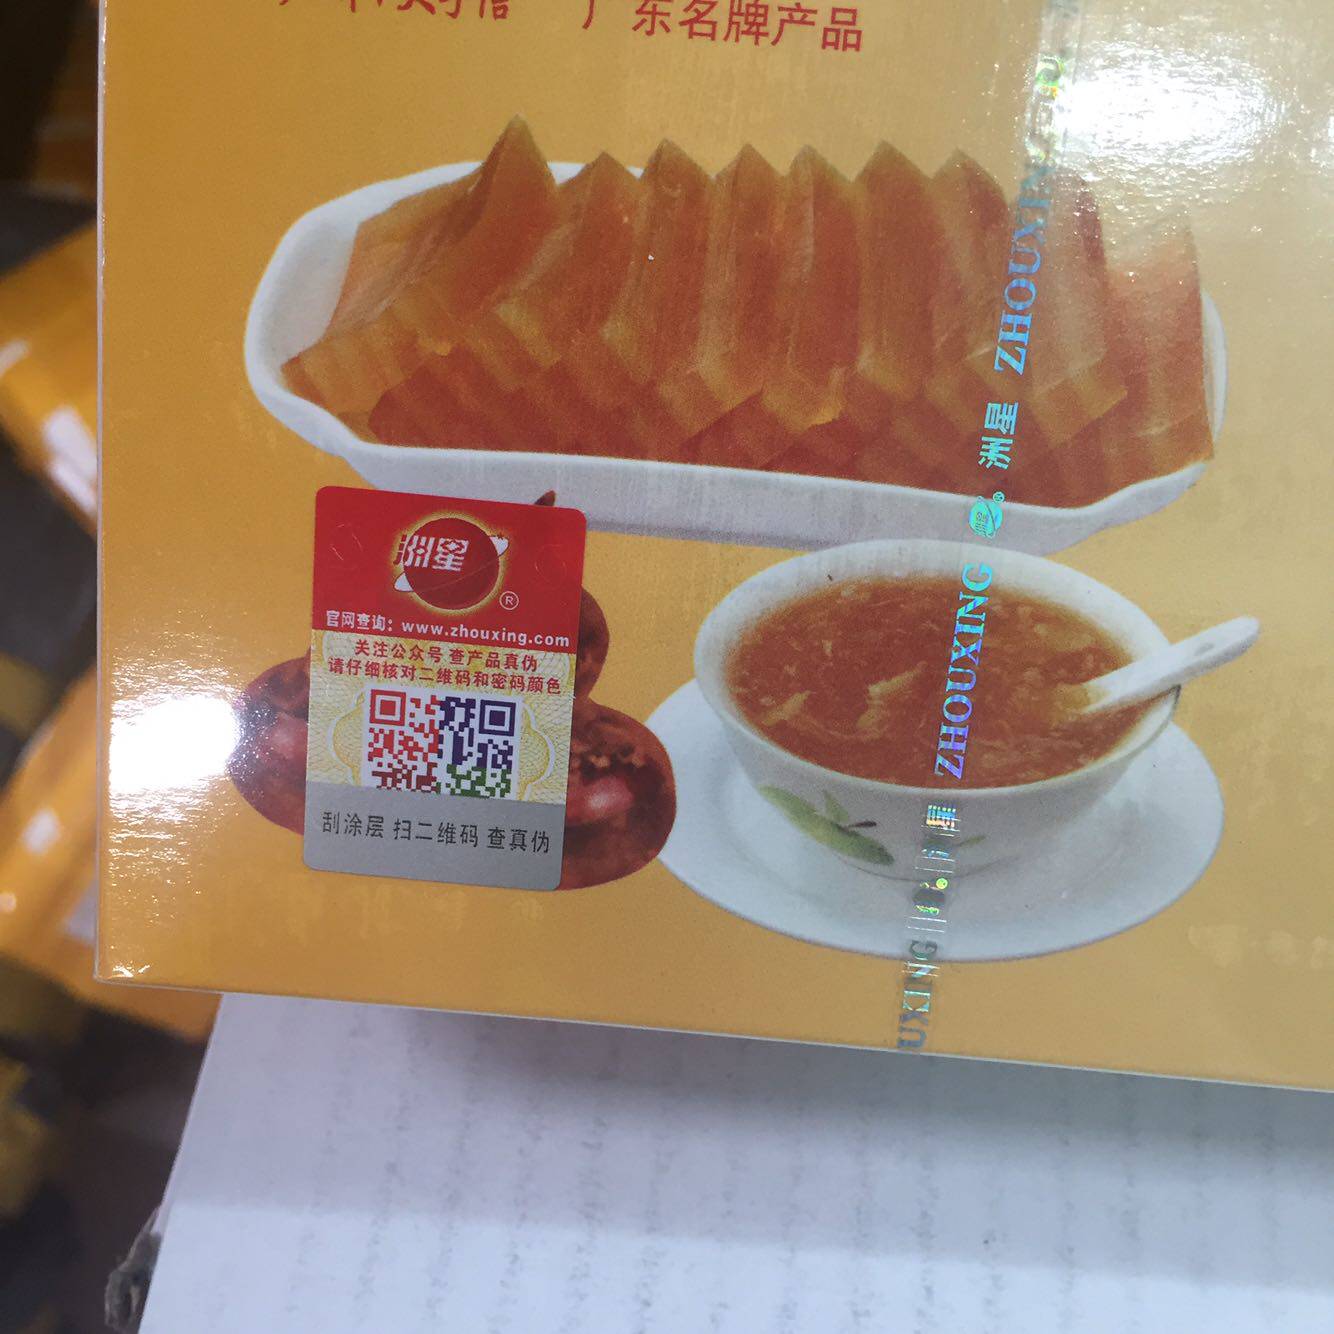 广东名牌产品
洲星
®
官网查询：www.zhouxing.com
关注公众号 查产品真伪
请仔细核对二维码和密码颜色
刮涂层 扫二维码 查真伪
ZHOUXING
洲星
ZHOUXING
星
UXING